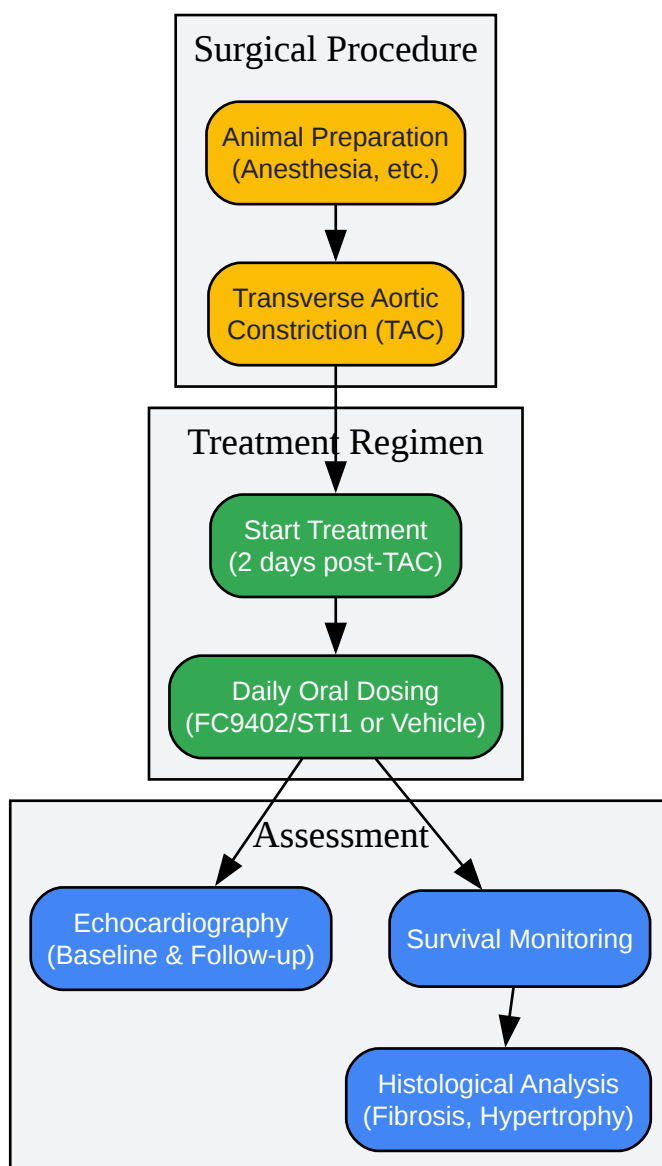 Surgical Procedure
Animal Preparation
(Anesthesia, etc.)
Transverse Aortic
Constriction (TAC)
Treatment Regimen
Start Treatment
(2 days post-TAC)
Daily Oral Dosing
(FC9402/STI1 or Vehicle)
Assessment
Echocardiography
(Baseline & Follow-up)
Survival Monitoring
Histological Analysis
(Fibrosis, Hypertrophy)